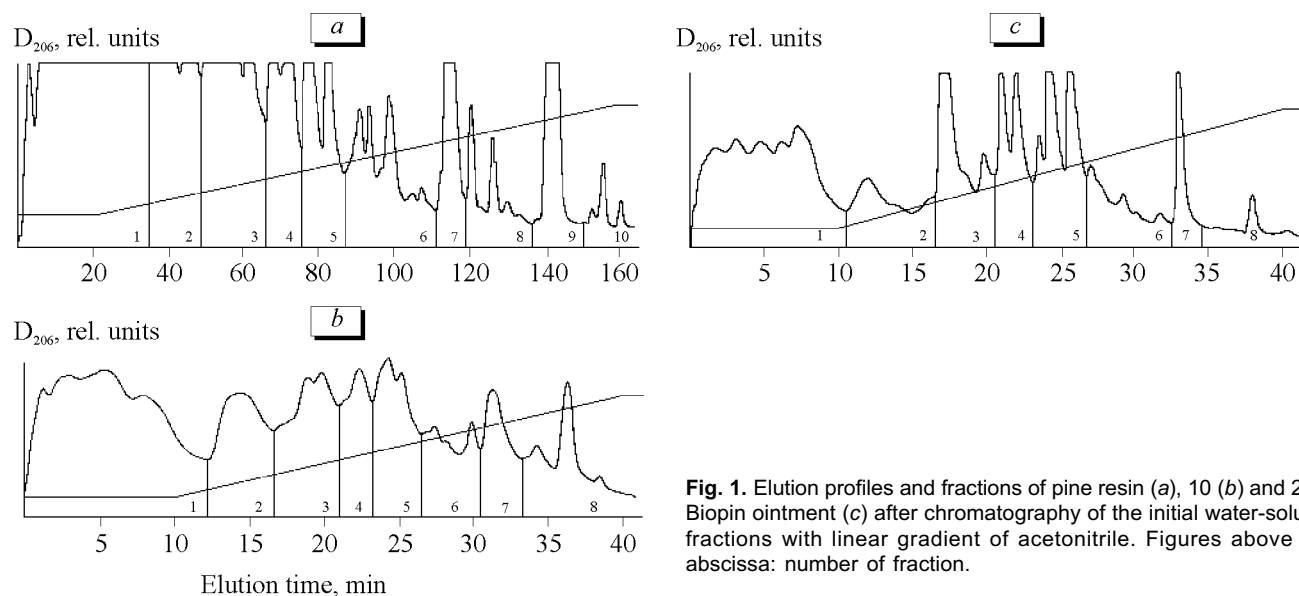 a
D206, rel. units
1 2 3 4 5 6 7 8 9 10
20 40 60 80 100 120 140 160
c
D206, rel. units
1 2 3 4 5 6 7 8
5 10 15 20 25 30 35 40
b
D206, rel. units
1 2 3 4 5 6 7 8
5 10 15 20 25 30 35 40
Elution time, min
Fig. 1. Elution profiles and fractions of pine resin (a), 10 (b) and 2
Biopin ointment (c) after chromatography of the initial water-solu
fractions with linear gradient of acetonitrile. Figures above
abscissa: number of fraction.